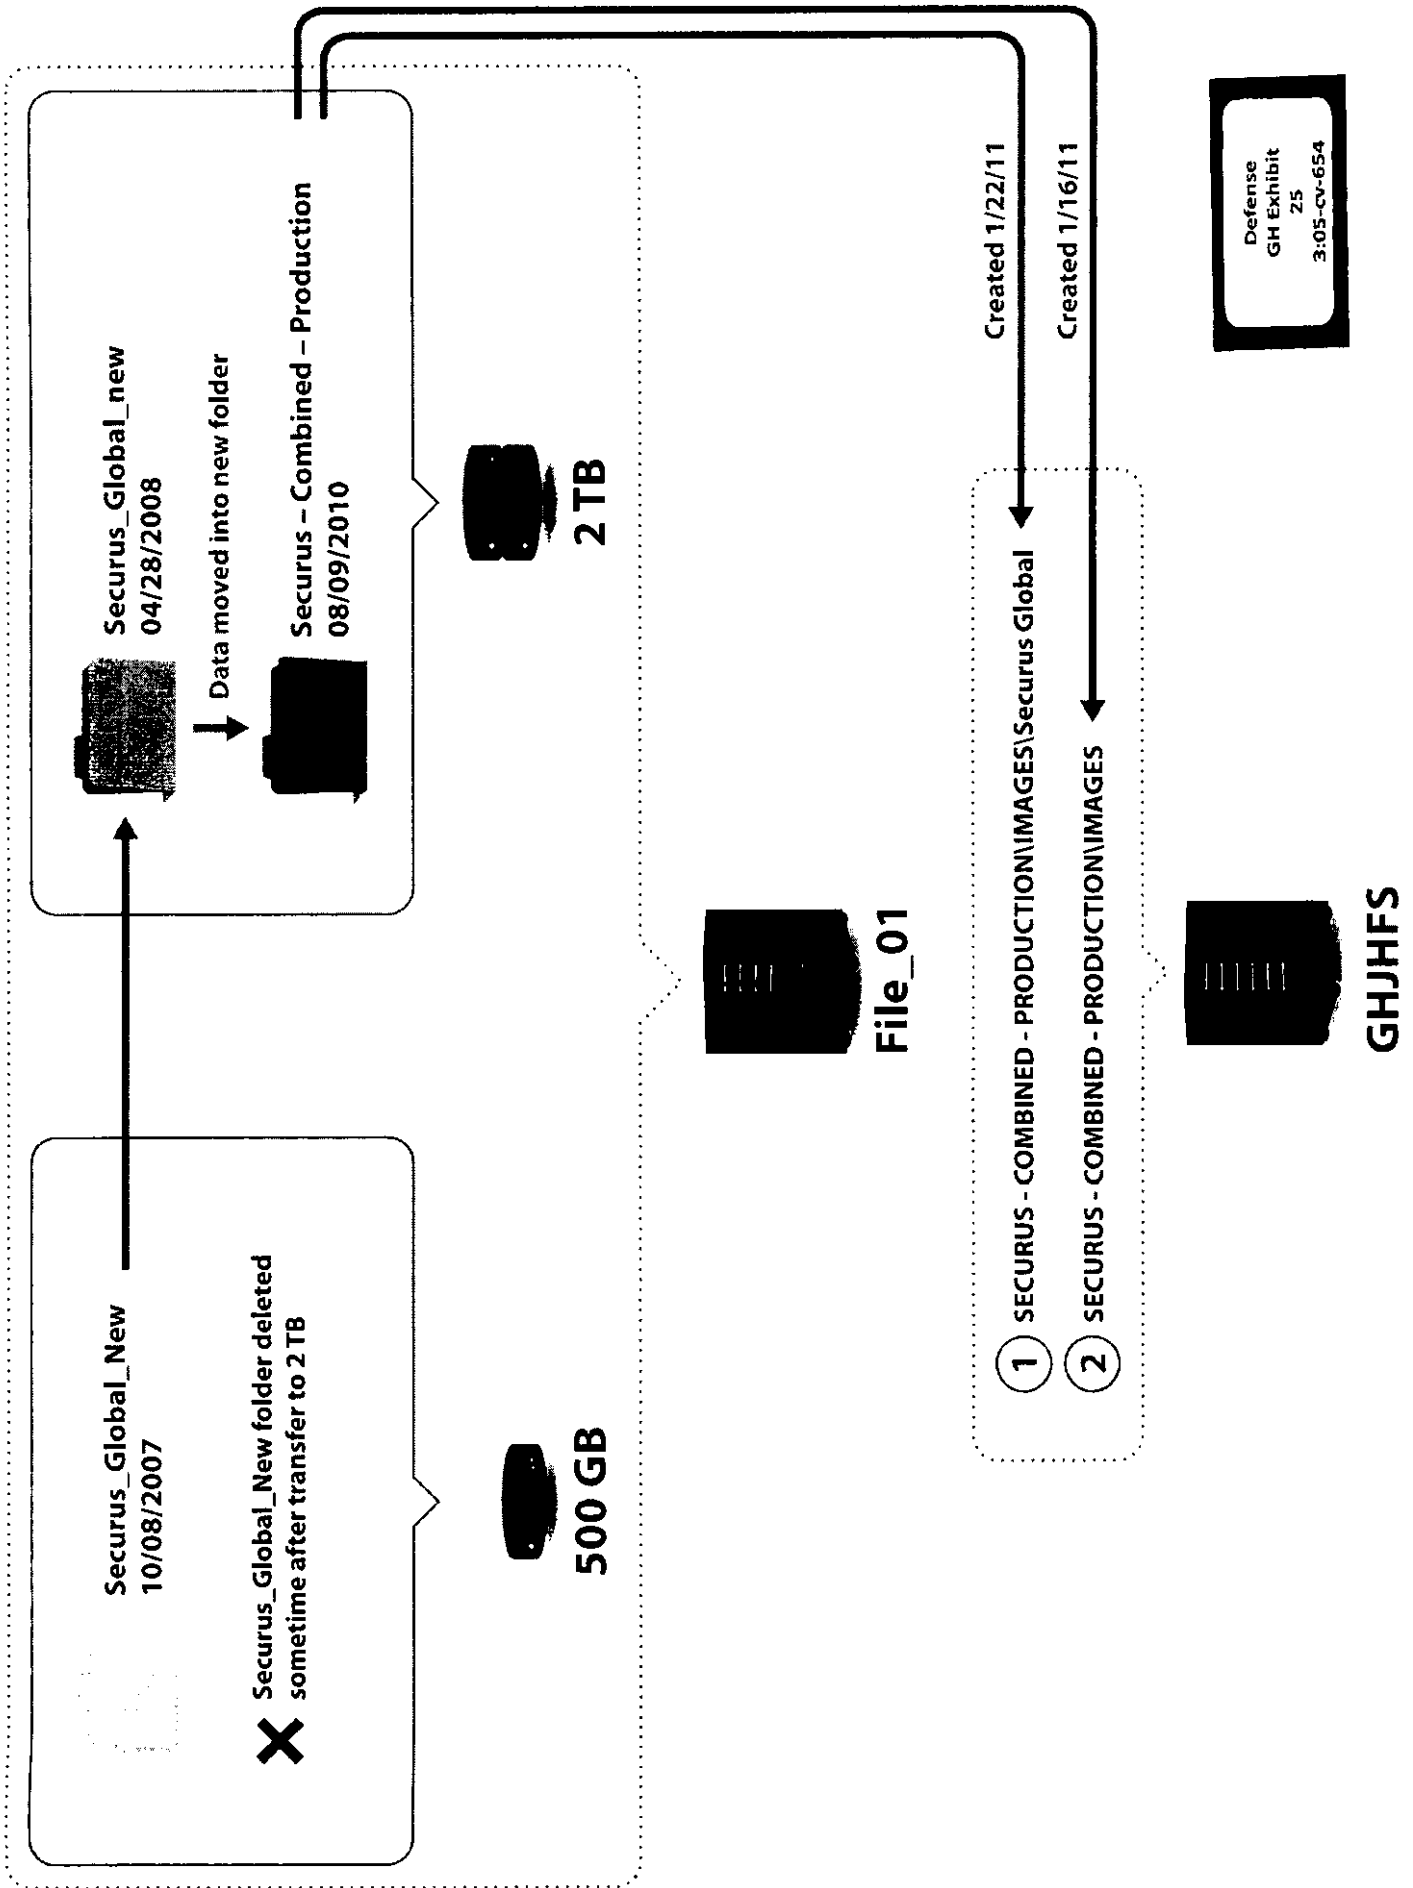 Securus_Global_New
10/08/2007
Securus_Global_New folder deleted
sometime after transfer to 2 TB
500 GB
Securus_Global_new
04/28/2008
Data moved into new folder
Securus – Combined – Production
08/09/2010
2 TB
File_01
Created 1/22/11
Created 1/16/11
1 SECURUS - COMBINED - PRODUCTION\IMAGES\Securus Global
2 SECURUS - COMBINED - PRODUCTION\IMAGES
GHJHFS
Defense
GH Exhibit
25
3:05-cv-654